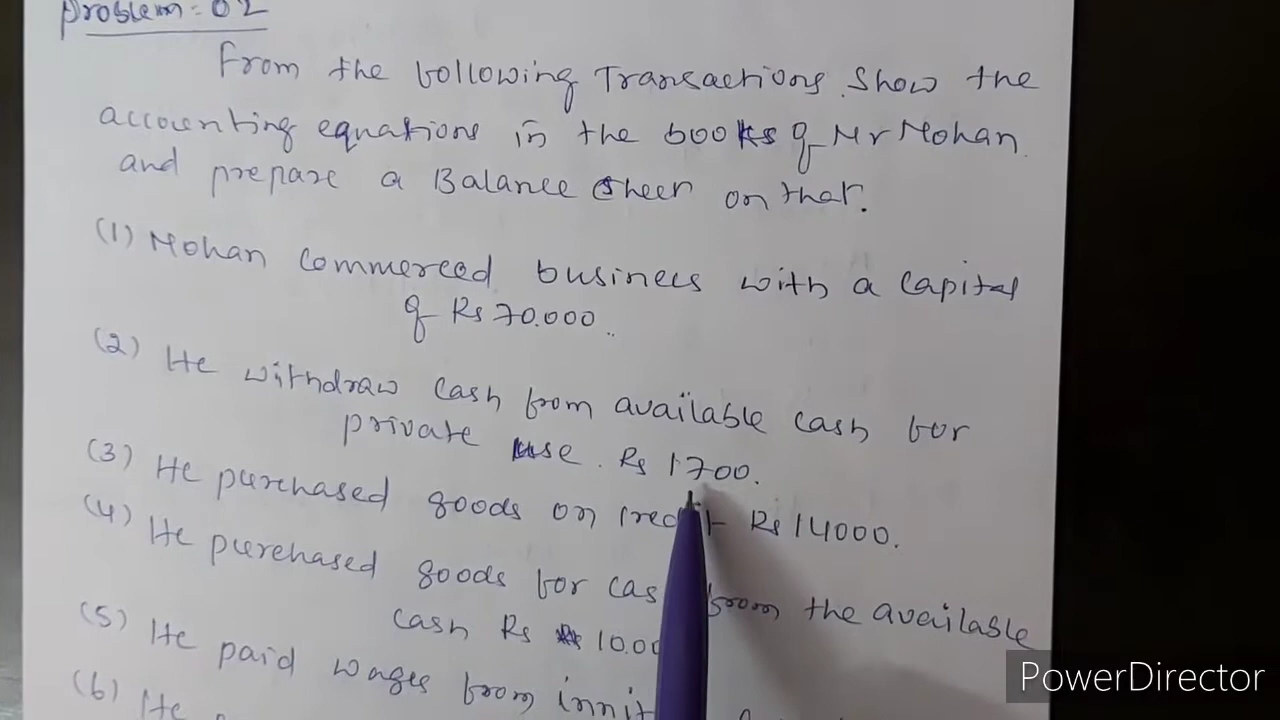 Problem:- 02
From the following Transactions. Show the
accounting equations in the books of Mr Mohan
and prepare a Balance Sheet on that.
(1) Mohan commerced business with a capital
of Rs 70.000..
(2) He withdraw cash from available cash for
private use. Rs 1700.
(3) He purchased goods on credit Rs 14000.
(4) He purchased goods for cash from the available
cash Rs
(5) He paid wages from
(6) He
PowerDirector